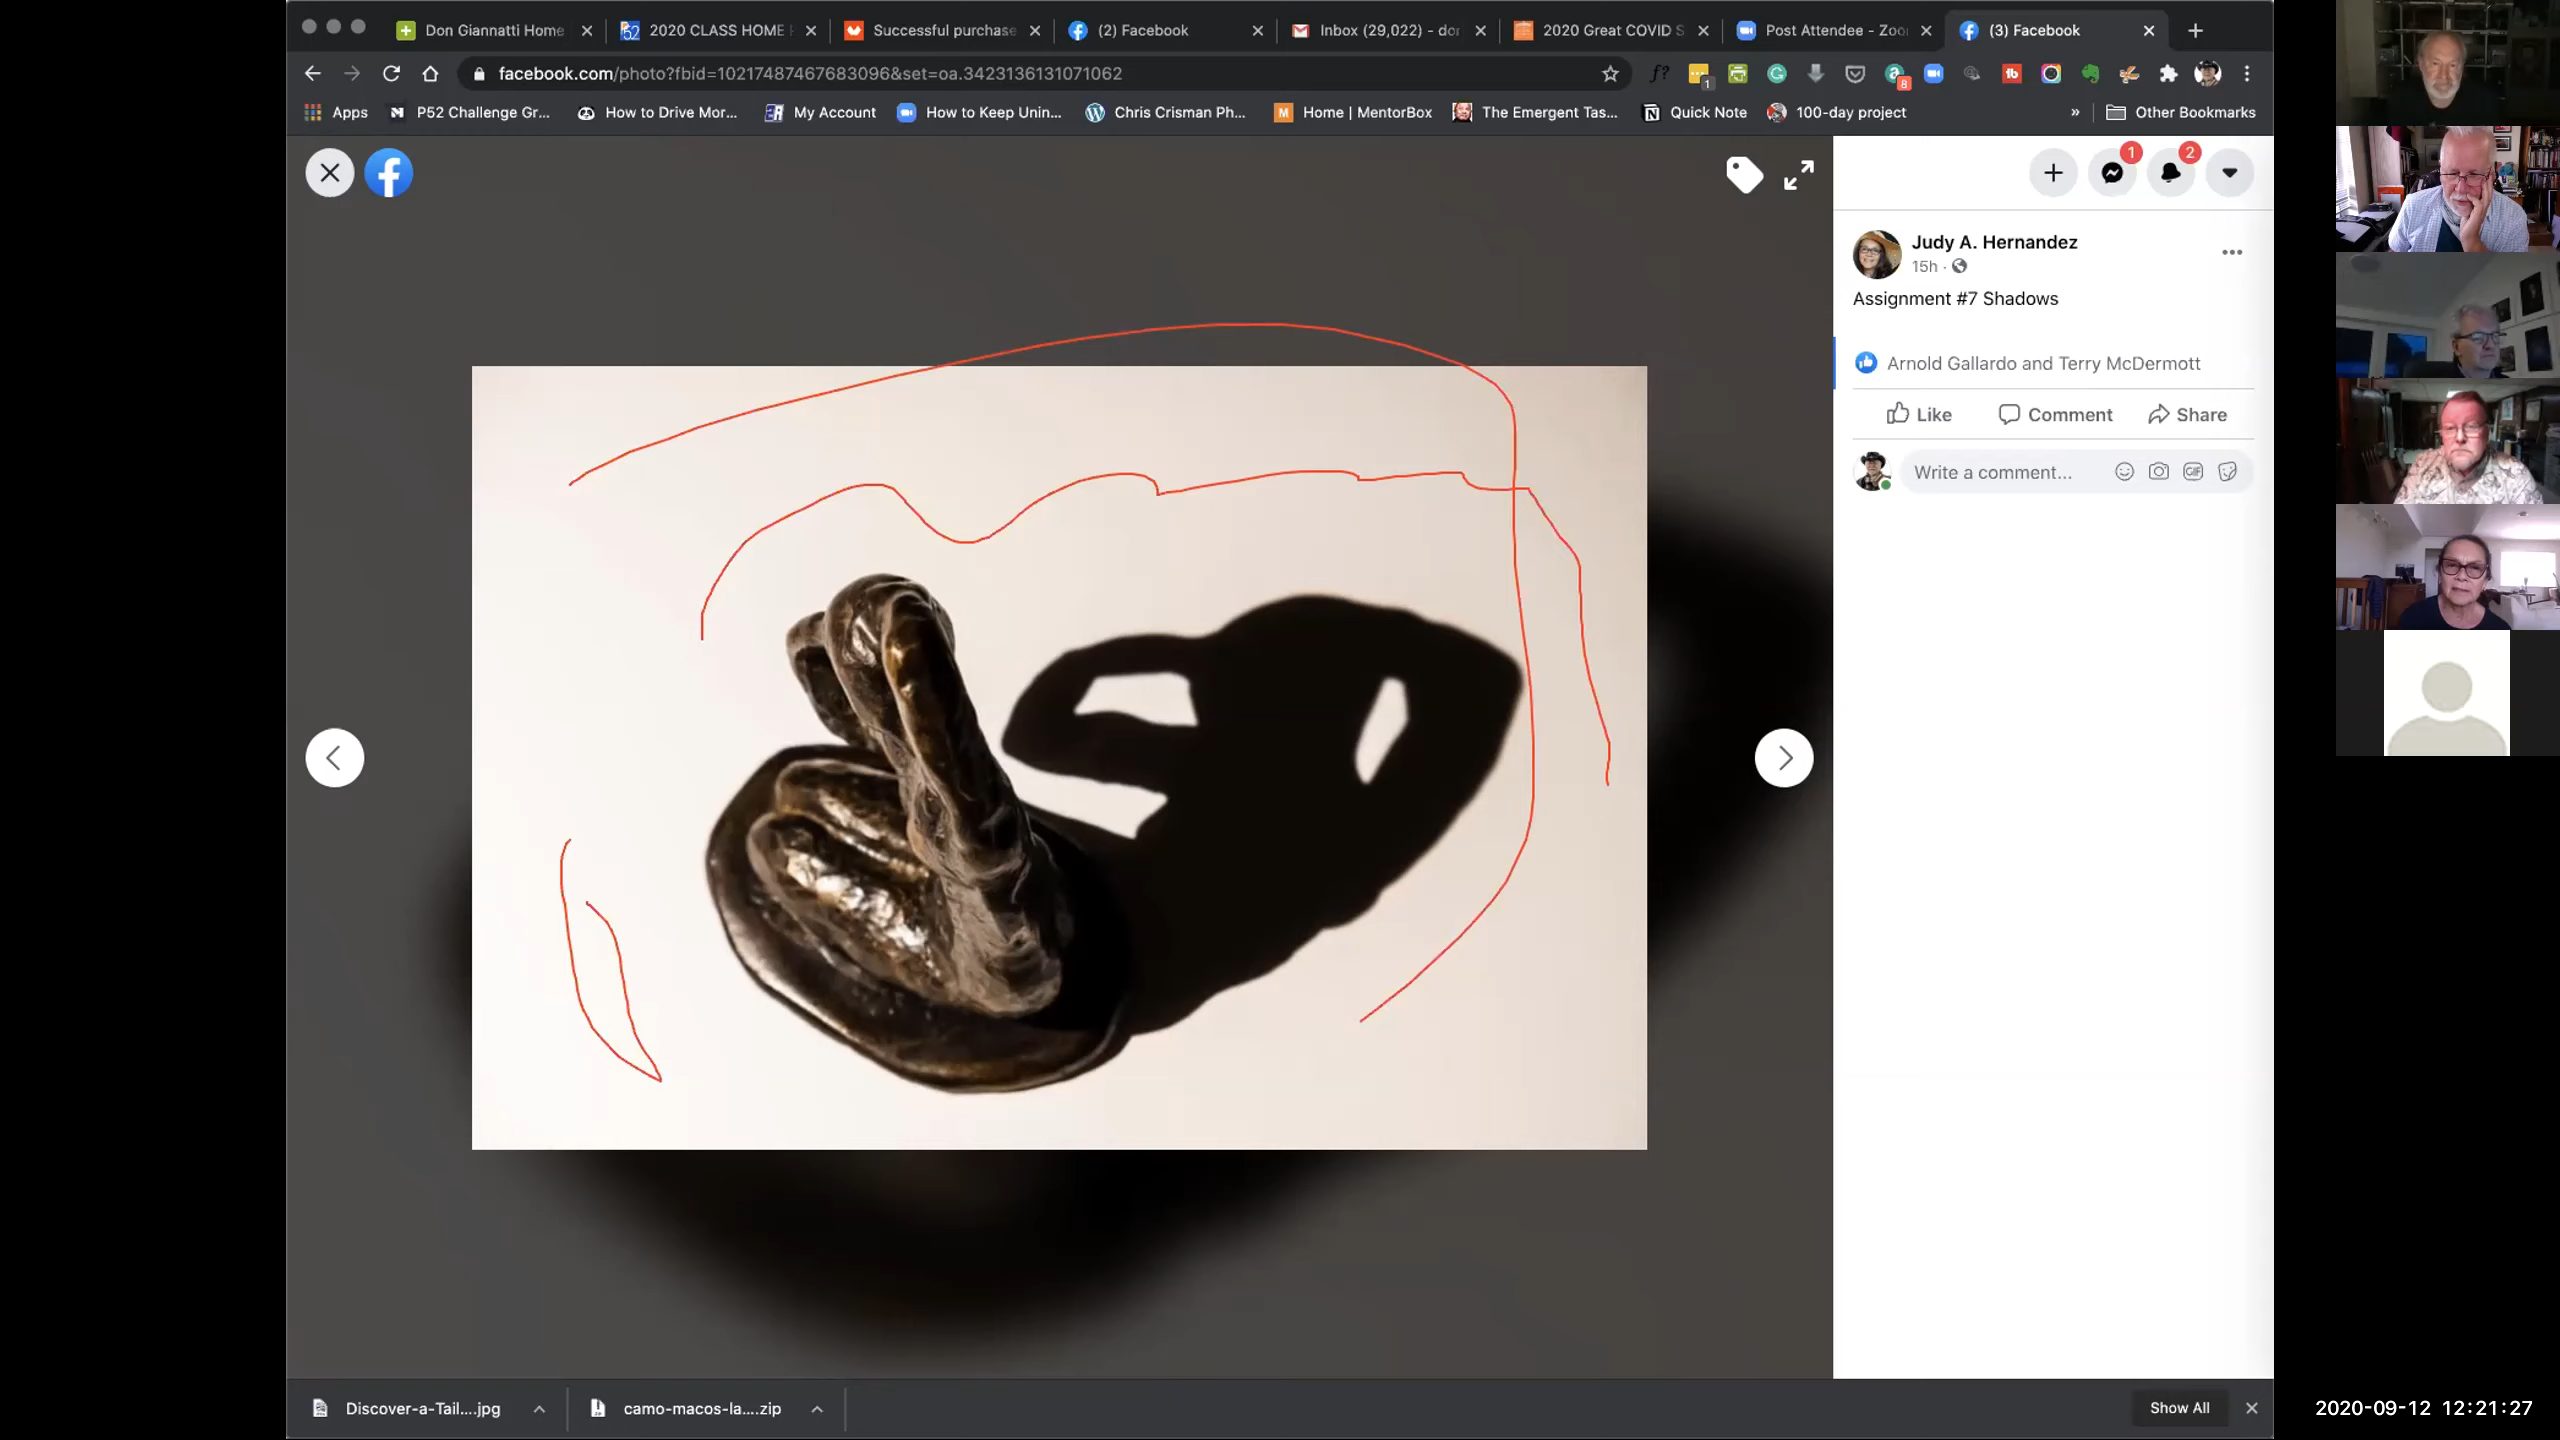 Don Giannatti Home
2020 CLASS HOME
Successful purchase
(2) Facebook
Inbox (29,022) - dor
2020 Great COVID S
Post Attendee - Zoo
(3) Facebook
facebook.com/photo?fbid=10217487467683096&set=oa.3423136131071062
Apps
P52 Challenge Gr...
How to Drive Mor...
My Account
How to Keep Unin...
Chris Crisman Ph...
Home | MentorBox
The Emergent Tas...
Quick Note
100-day project
»
Other Bookmarks
1
2
Judy A. Hernandez
15h ·
Assignment #7 Shadows
Arnold Gallardo and Terry McDermott
Like
Comment
Share
Write a comment...
GIF
Discover-a-Tail....jpg
camo-macos-la....zip
Show All
2020-09-12 12:21:27